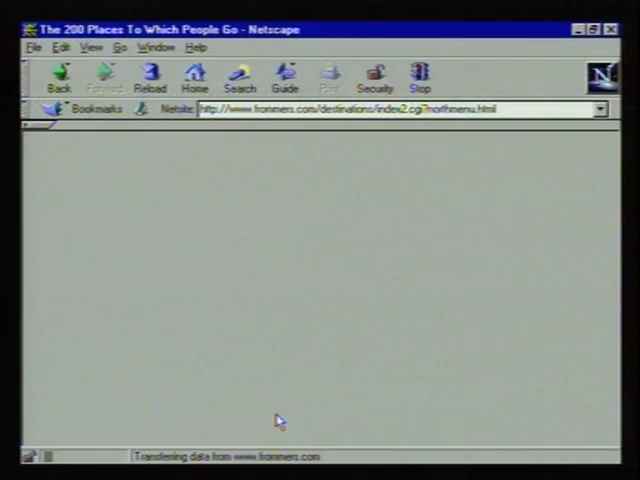 The 200 Places To Which People Go - Netscape
File Edit View Go Window Help
Back Forward Reload Home Search Guide Print Security Stop
N
Bookmarks Netsite: http://www.frommers.com/destinations/index2.cgi?northmenu.html
Transferring data from www.frommers.com